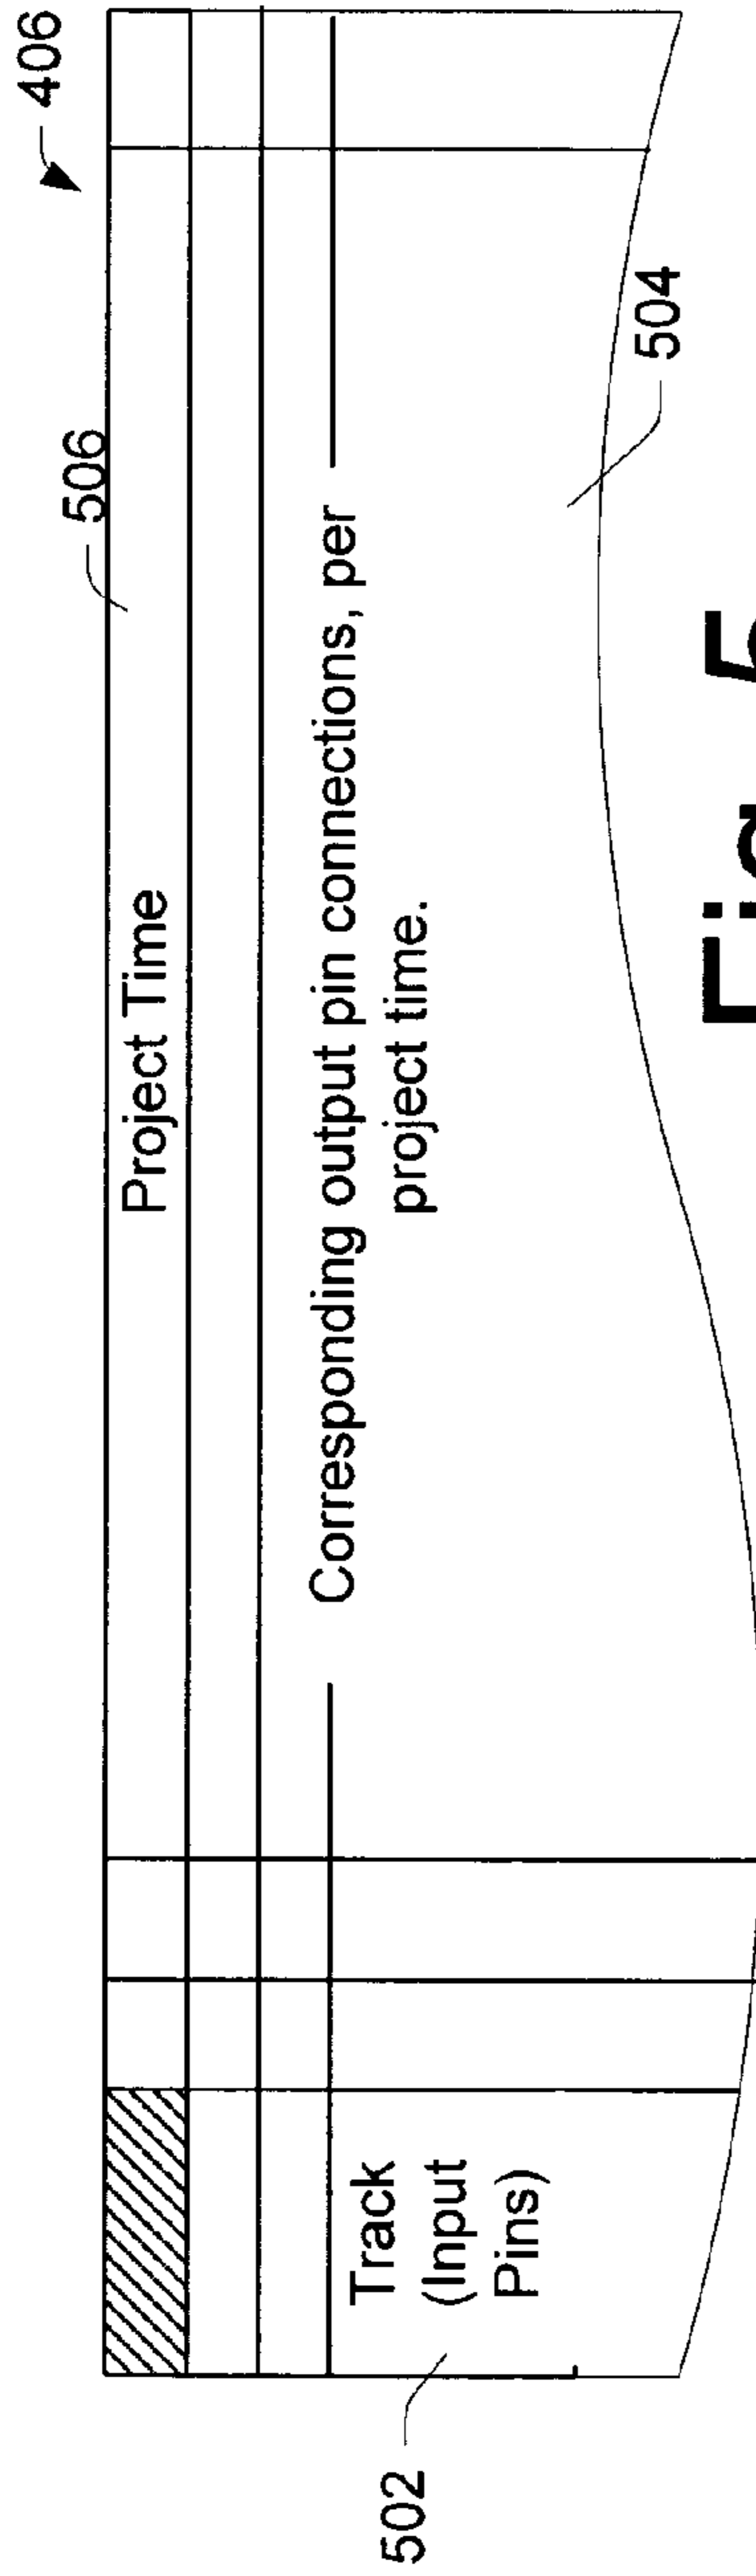 406
506
Project Time
Corresponding output pin connections, per
project time.
504
Track
(Input
Pins)
502